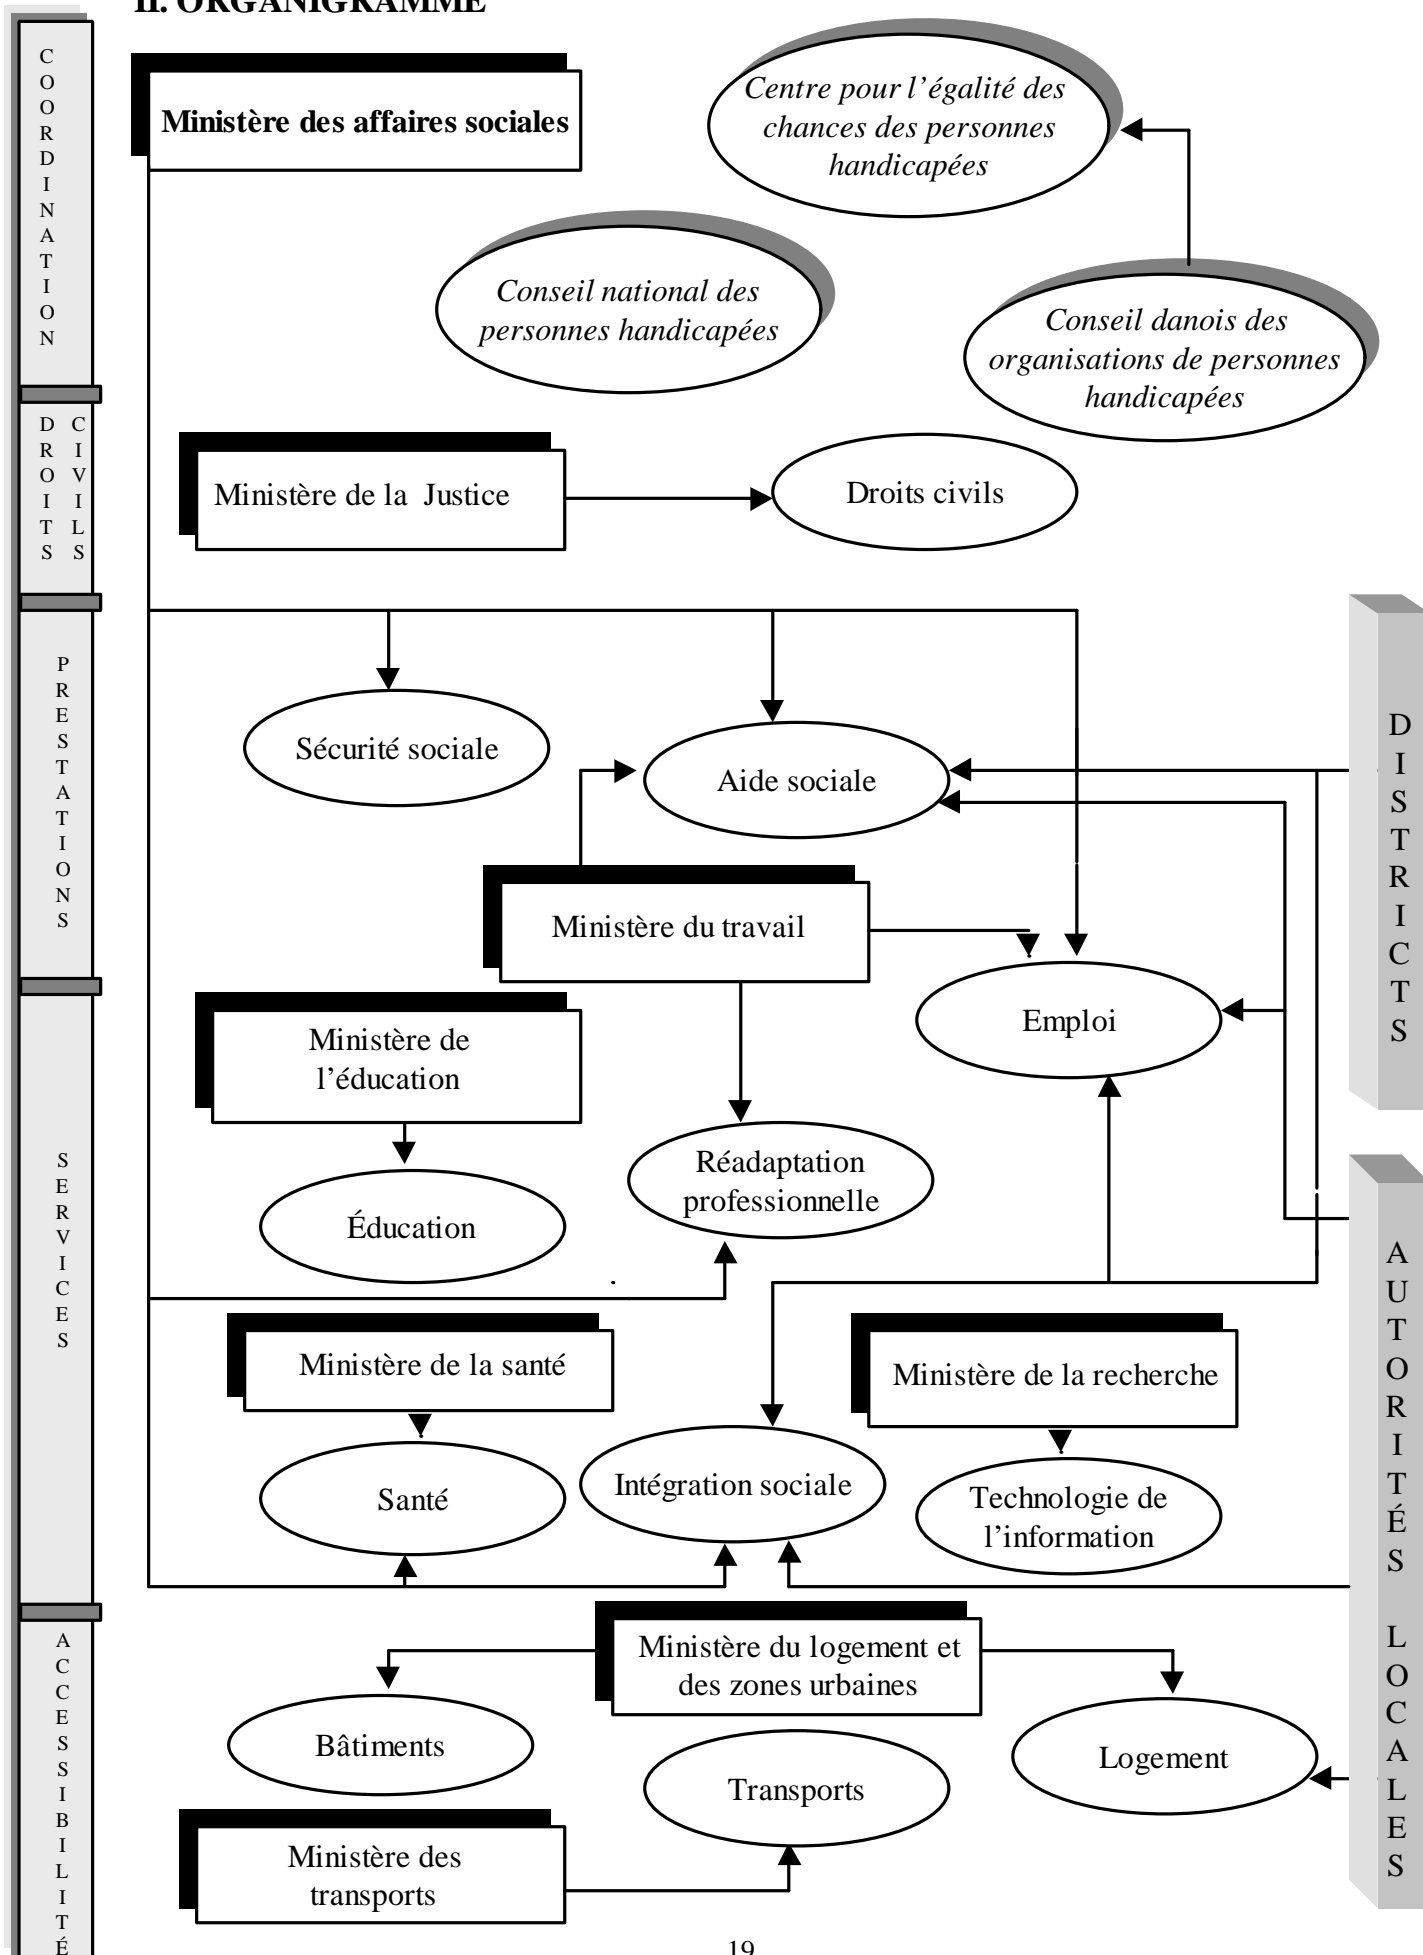 II. ORGANIGRAMME
COORDINATION
Ministère des affaires sociales
Centre pour l’égalité des
chances des personnes
handicapées
Conseil national des
personnes handicapées
Conseil danois des
organisations de personnes
handicapées
DROITS
CIVILS
Ministère de la Justice
Droits civils
PRESTATIONS
Sécurité sociale
Aide sociale
DISTRICTS
Ministère du travail
Emploi
SERVICES
Ministère de
l’éducation
Éducation
Réadaptation
professionnelle
AUTORITÉS LOCALES
Ministère de la santé
Ministère de la recherche
Santé
Intégration sociale
Technologie de
l’information
ACCESSIBILITÉ
Ministère du logement et
des zones urbaines
Bâtiments
Logement
Transports
Ministère des
transports
19